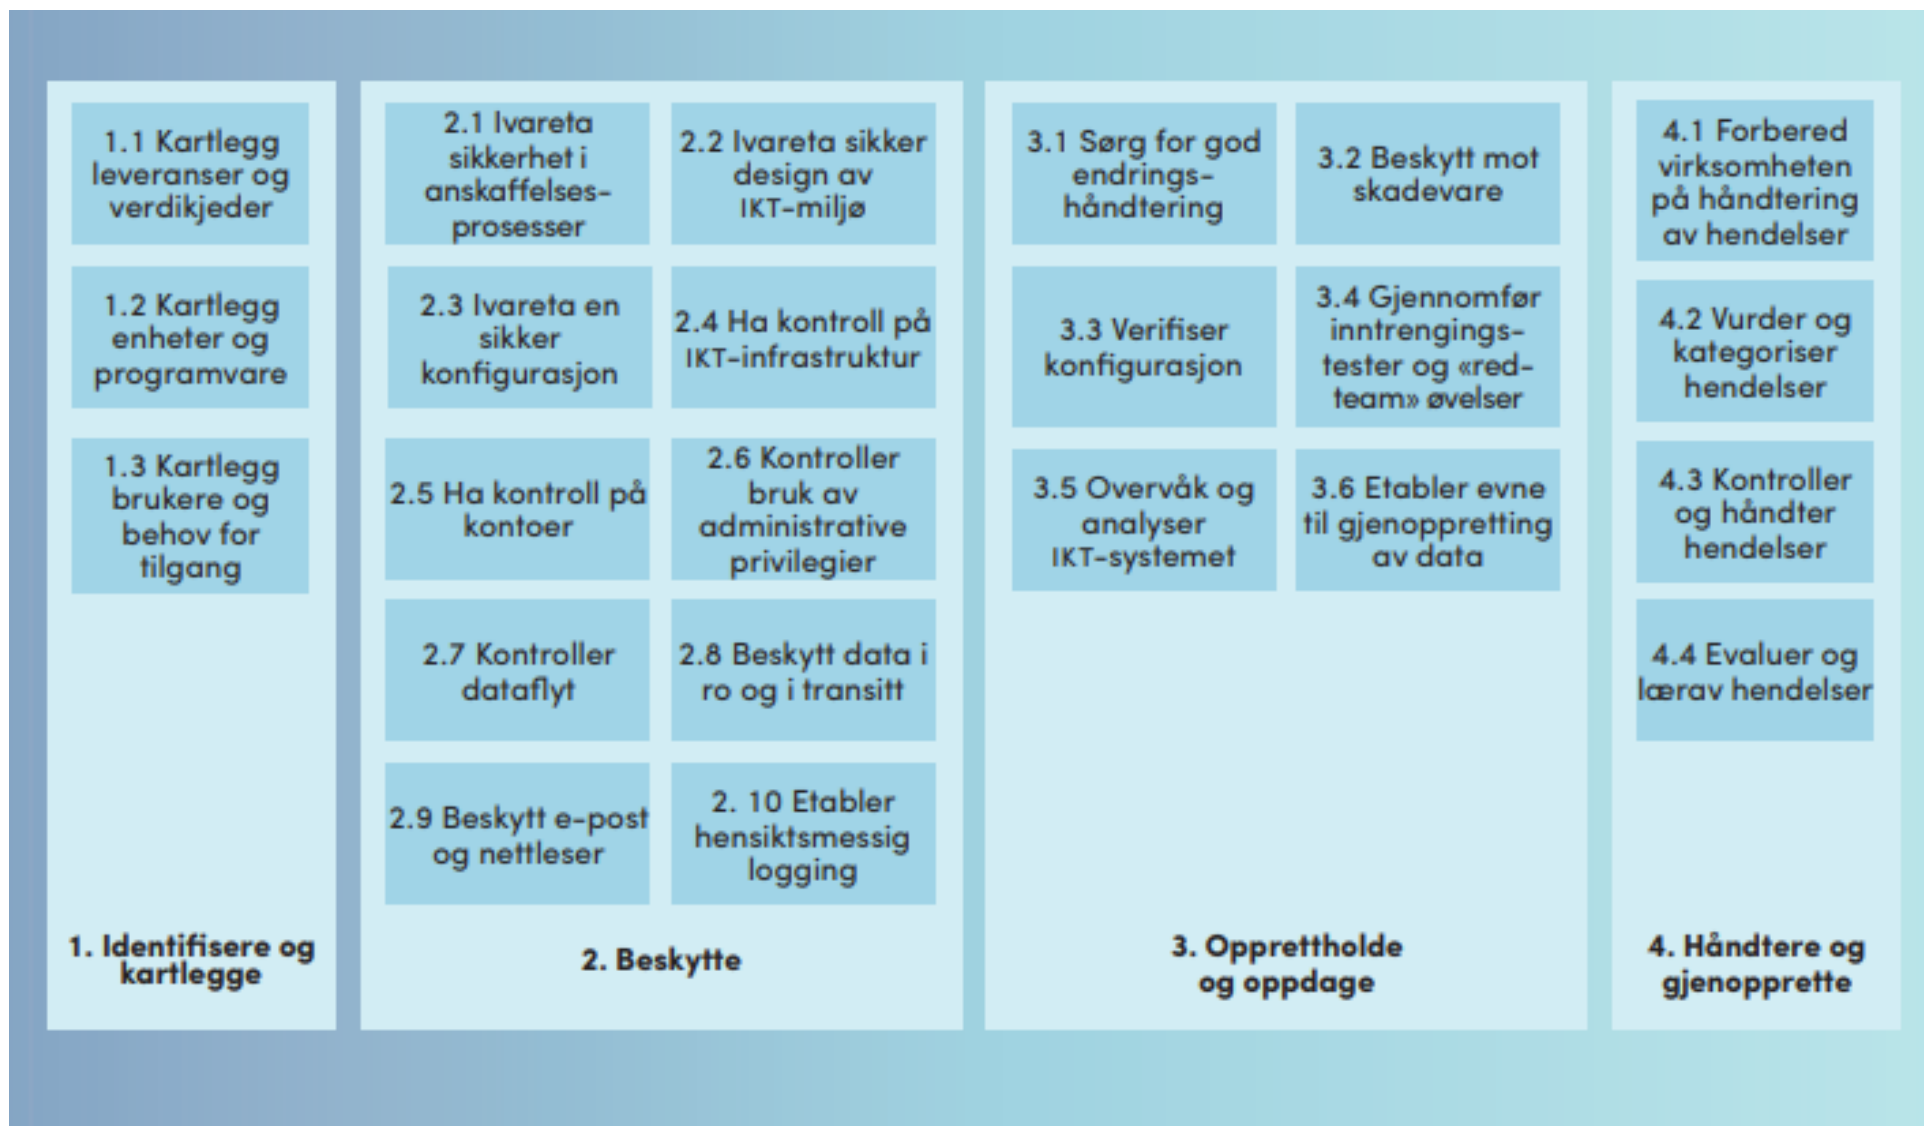 1.1 Kartlegg
leveranser og
verdikjeder
1.2 Kartlegg
enheter og
programvare
1.3 Kartlegg
brukere og
behov for
tilgang
1. Identifisere og
kartlegge
2.1 Ivareta
sikkerhet i
anskaffelses-
prosesser
2.2 Ivareta sikker
design av
IKT-miljø
2.3 Ivareta en
sikker
konfigurasjon
2.4 Ha kontroll på
IKT-infrastruktur
2.5 Ha kontroll på
kontoer
2.6 Kontroller
bruk av
administrative
privilegier
2.7 Kontroller
dataflyt
2.8 Beskytt data i
ro og i transitt
2.9 Beskytt e-post
og nettleser
2. 10 Etabler
hensiktsmessig
logging
2. Beskytte
3.1 Sørg for god
endrings-
håndtering
3.2 Beskytt mot
skadevare
3.3 Verifiser
konfigurasjon
3.4 Gjennomfør
inntrengings-
tester og «red-
team» øvelser
3.5 Overvåk og
analyser
IKT-systemet
3.6 Etabler evne
til gjenoppretting
av data
3. Opprettholde
og oppdage
4.1 Forbered
virksomheten
på håndtering
av hendelser
4.2 Vurder og
kategoriser
hendelser
4.3 Kontroller
og håndter
hendelser
4.4 Evaluer og
lærav hendelser
4. Håndtere og
gjenopprette